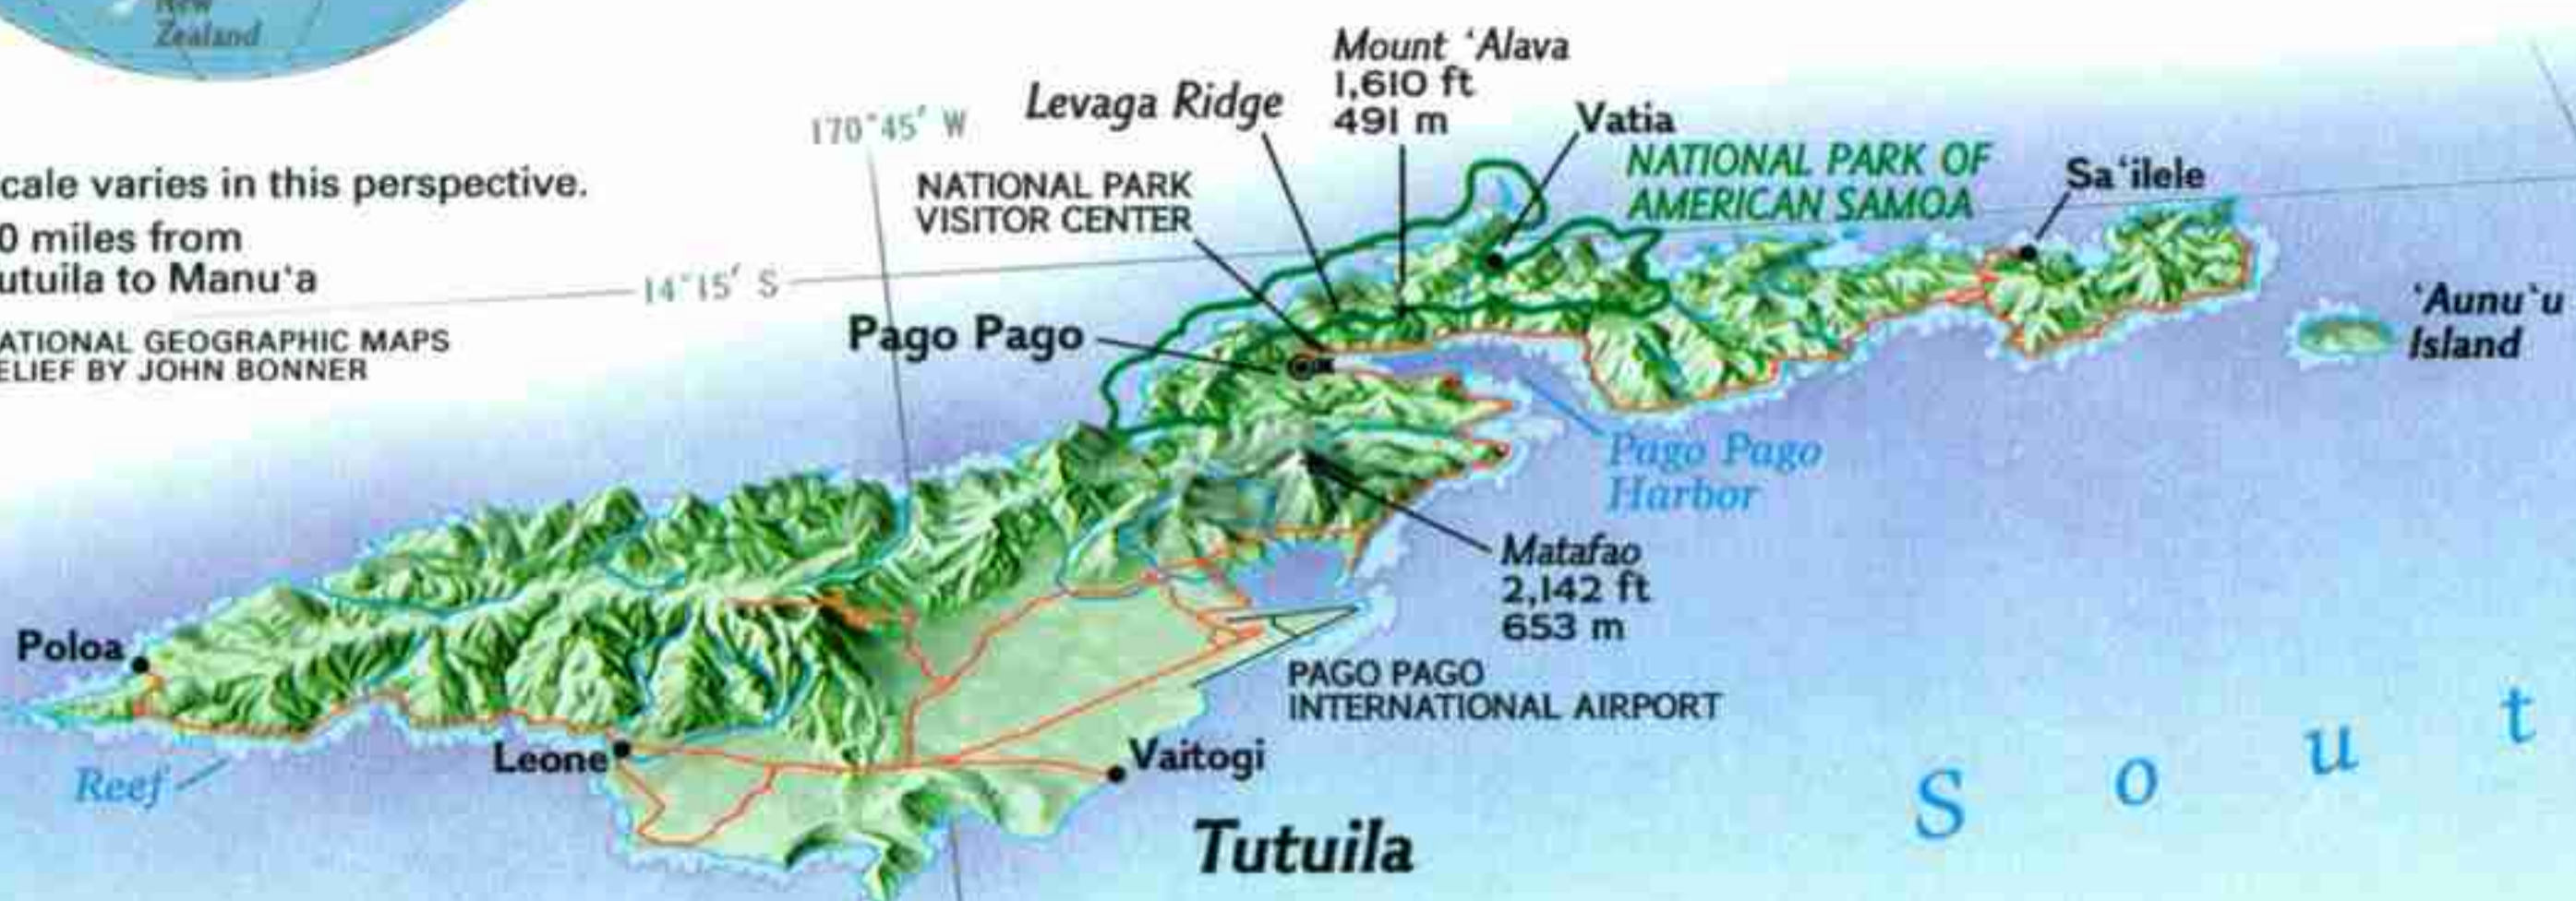 New
Zealand
cale varies in this perspective.
0 miles from
utuila to Manu‘a
ATIONAL GEOGRAPHIC MAPS
ELIEF BY JOHN BONNER
170°45′ W
14°15′ S
Levaga Ridge
Mount ‘Alava
1,610 ft
491 m
Vatia
NATIONAL PARK
VISITOR CENTER
NATIONAL PARK OF
AMERICAN SAMOA
Sa‘ilele
‘Aunu‘u
Island
Pago Pago
Pago Pago
Harbor
Matafao
2,142 ft
653 m
PAGO PAGO
INTERNATIONAL AIRPORT
Poloa
Reef
Leone
Vaitogi
Tutuila
S o u t